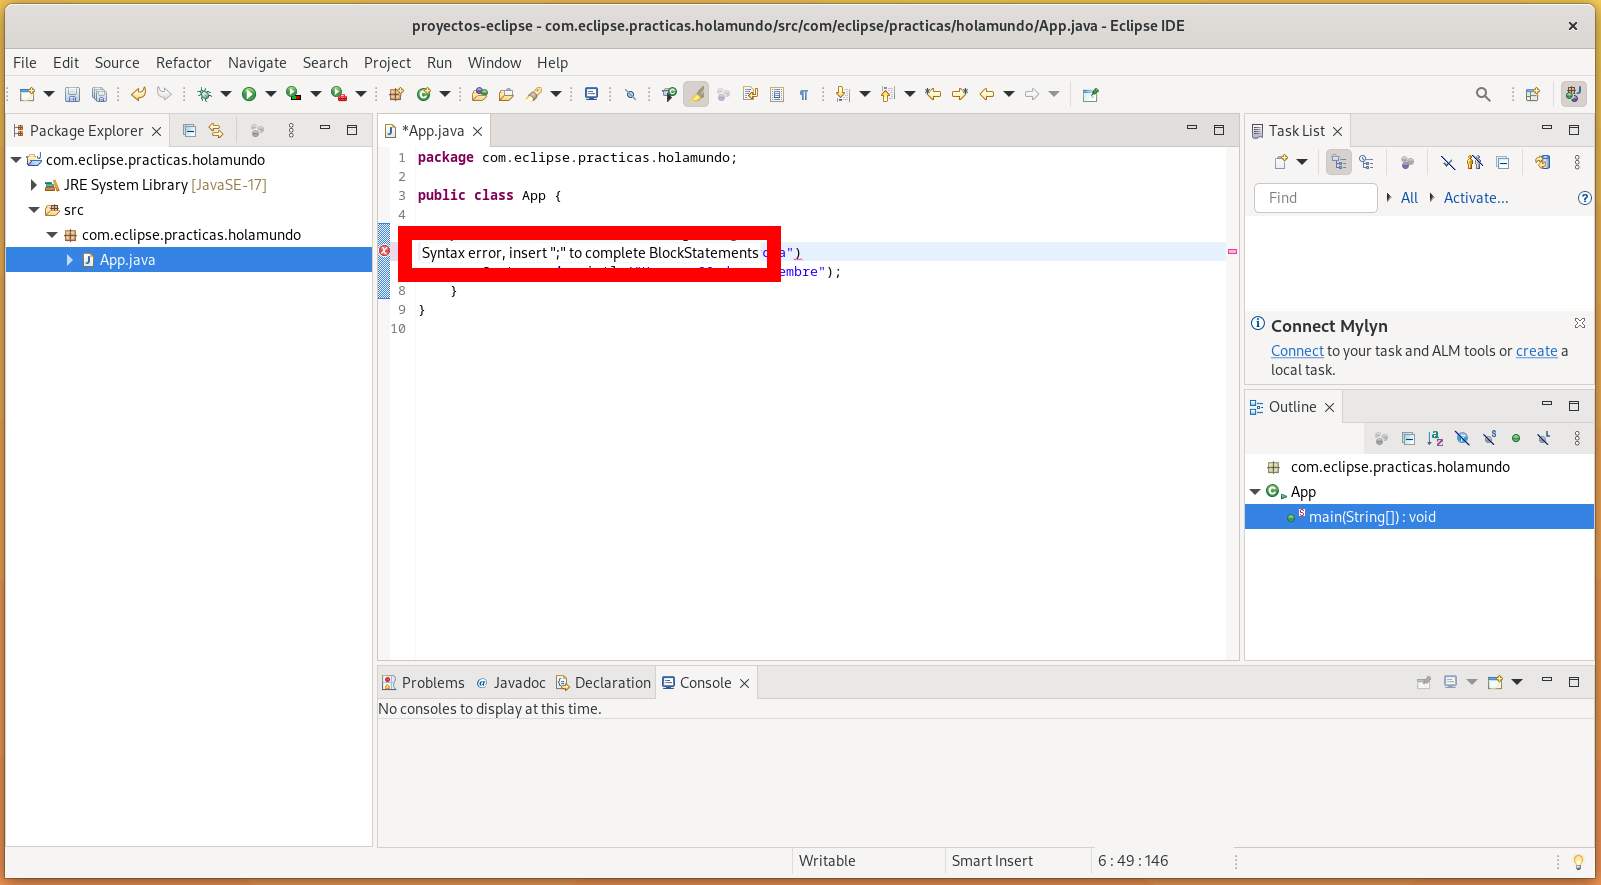 proyectos-eclipse - com.eclipse.practicas.holamundo/src/com/eclipse/practicas/holamundo/App.java - Eclipse IDE
File Edit Source Refactor Navigate Search Project Run Window Help
Package Explorer
com.eclipse.practicas.holamundo
JRE System Library [JavaSE-17]
src
com.eclipse.practicas.holamundo
App.java
*App.java
1 package com.eclipse.practicas.holamundo;
2
3 public class App {
4
Syntax error, insert ";" to complete BlockStatements
")
embre");
8 }
9 }
10
Task List
Find All Activate...
Connect Mylyn
Connect to your task and ALM tools or create a
local task.
Outline
com.eclipse.practicas.holamundo
App
main(String[]) : void
Problems Javadoc Declaration Console
No consoles to display at this time.
Writable Smart Insert 6 : 49 : 146